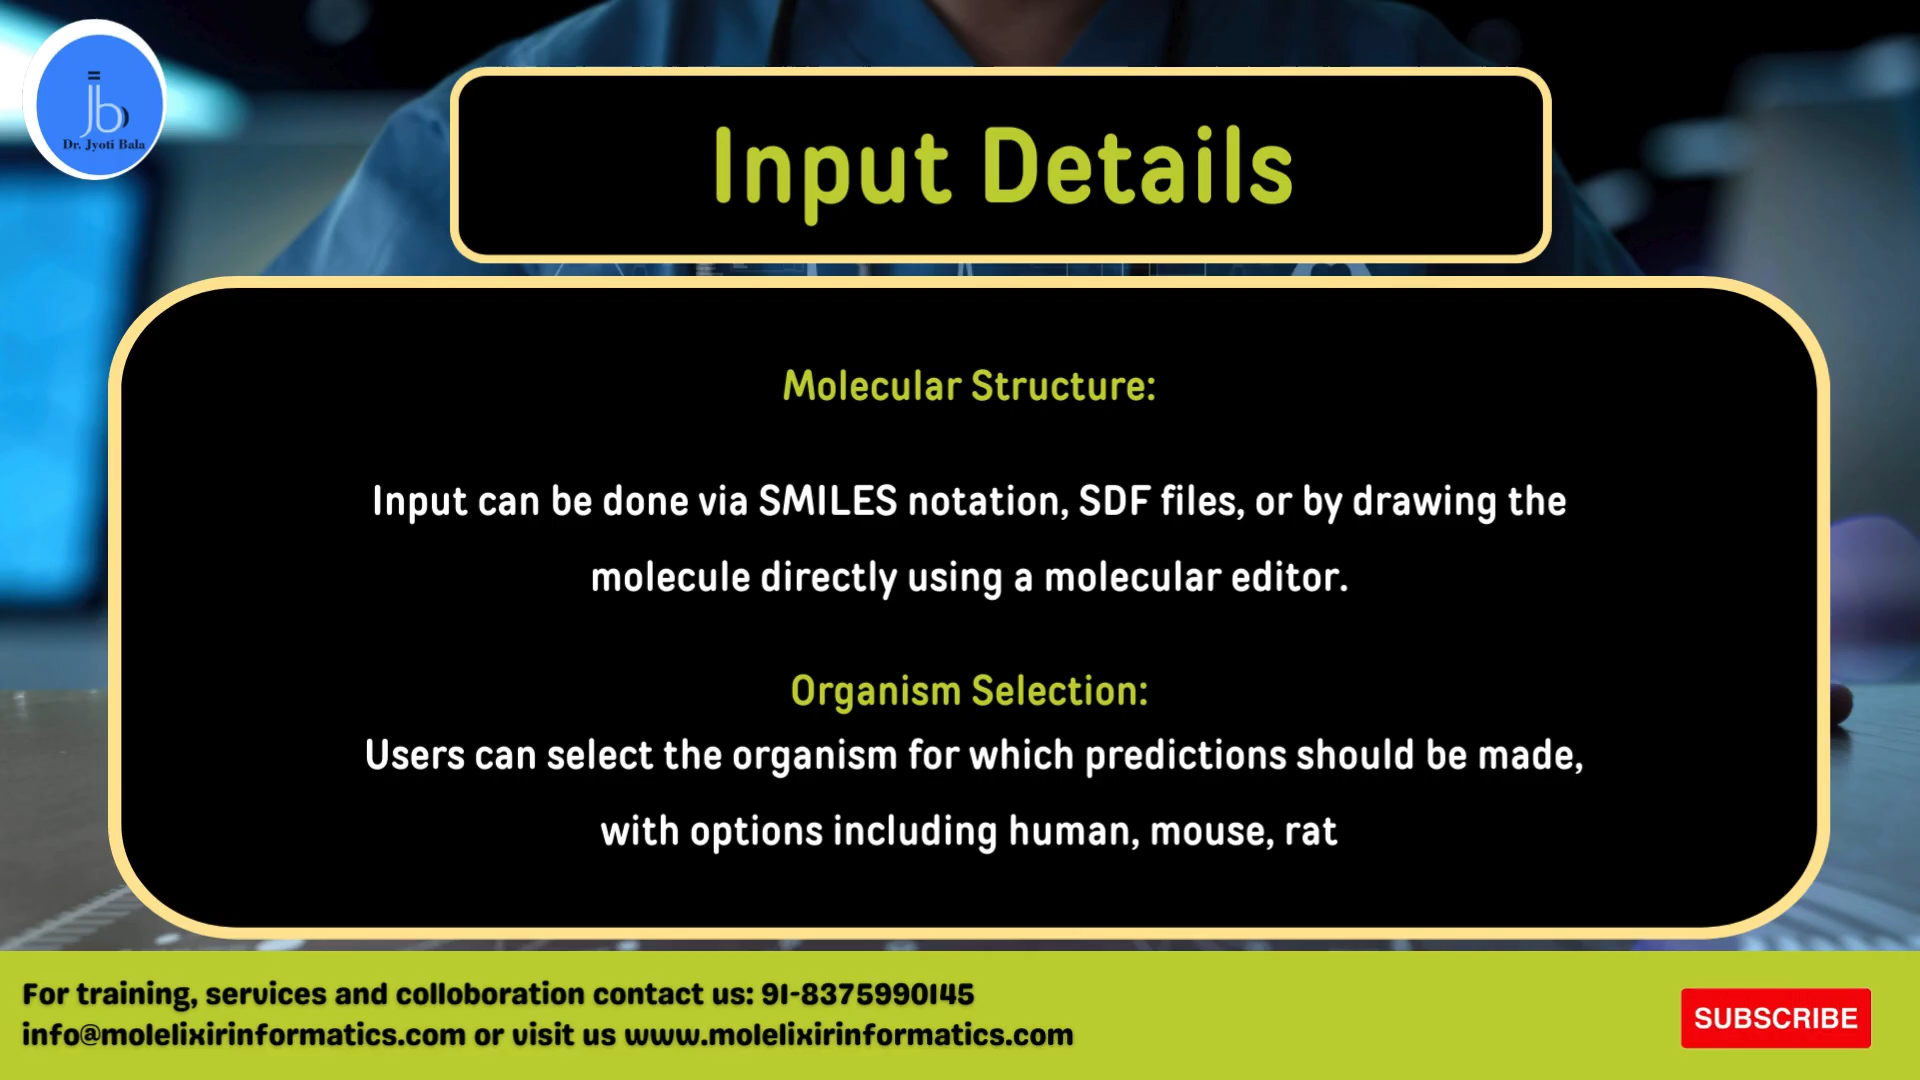 Dr. Jyoti Bala
Input Details
Molecular Structure:
Input can be done via SMILES notation, SDF files, or by drawing the
molecule directly using a molecular editor.
Organism Selection:
Users can select the organism for which predictions should be made,
with options including human, mouse, rat
For training, services and colloboration contact us: 91-8375990145
info@molelixirinformatics.com or visit us www.molelixirinformatics.com
SUBSCRIBE